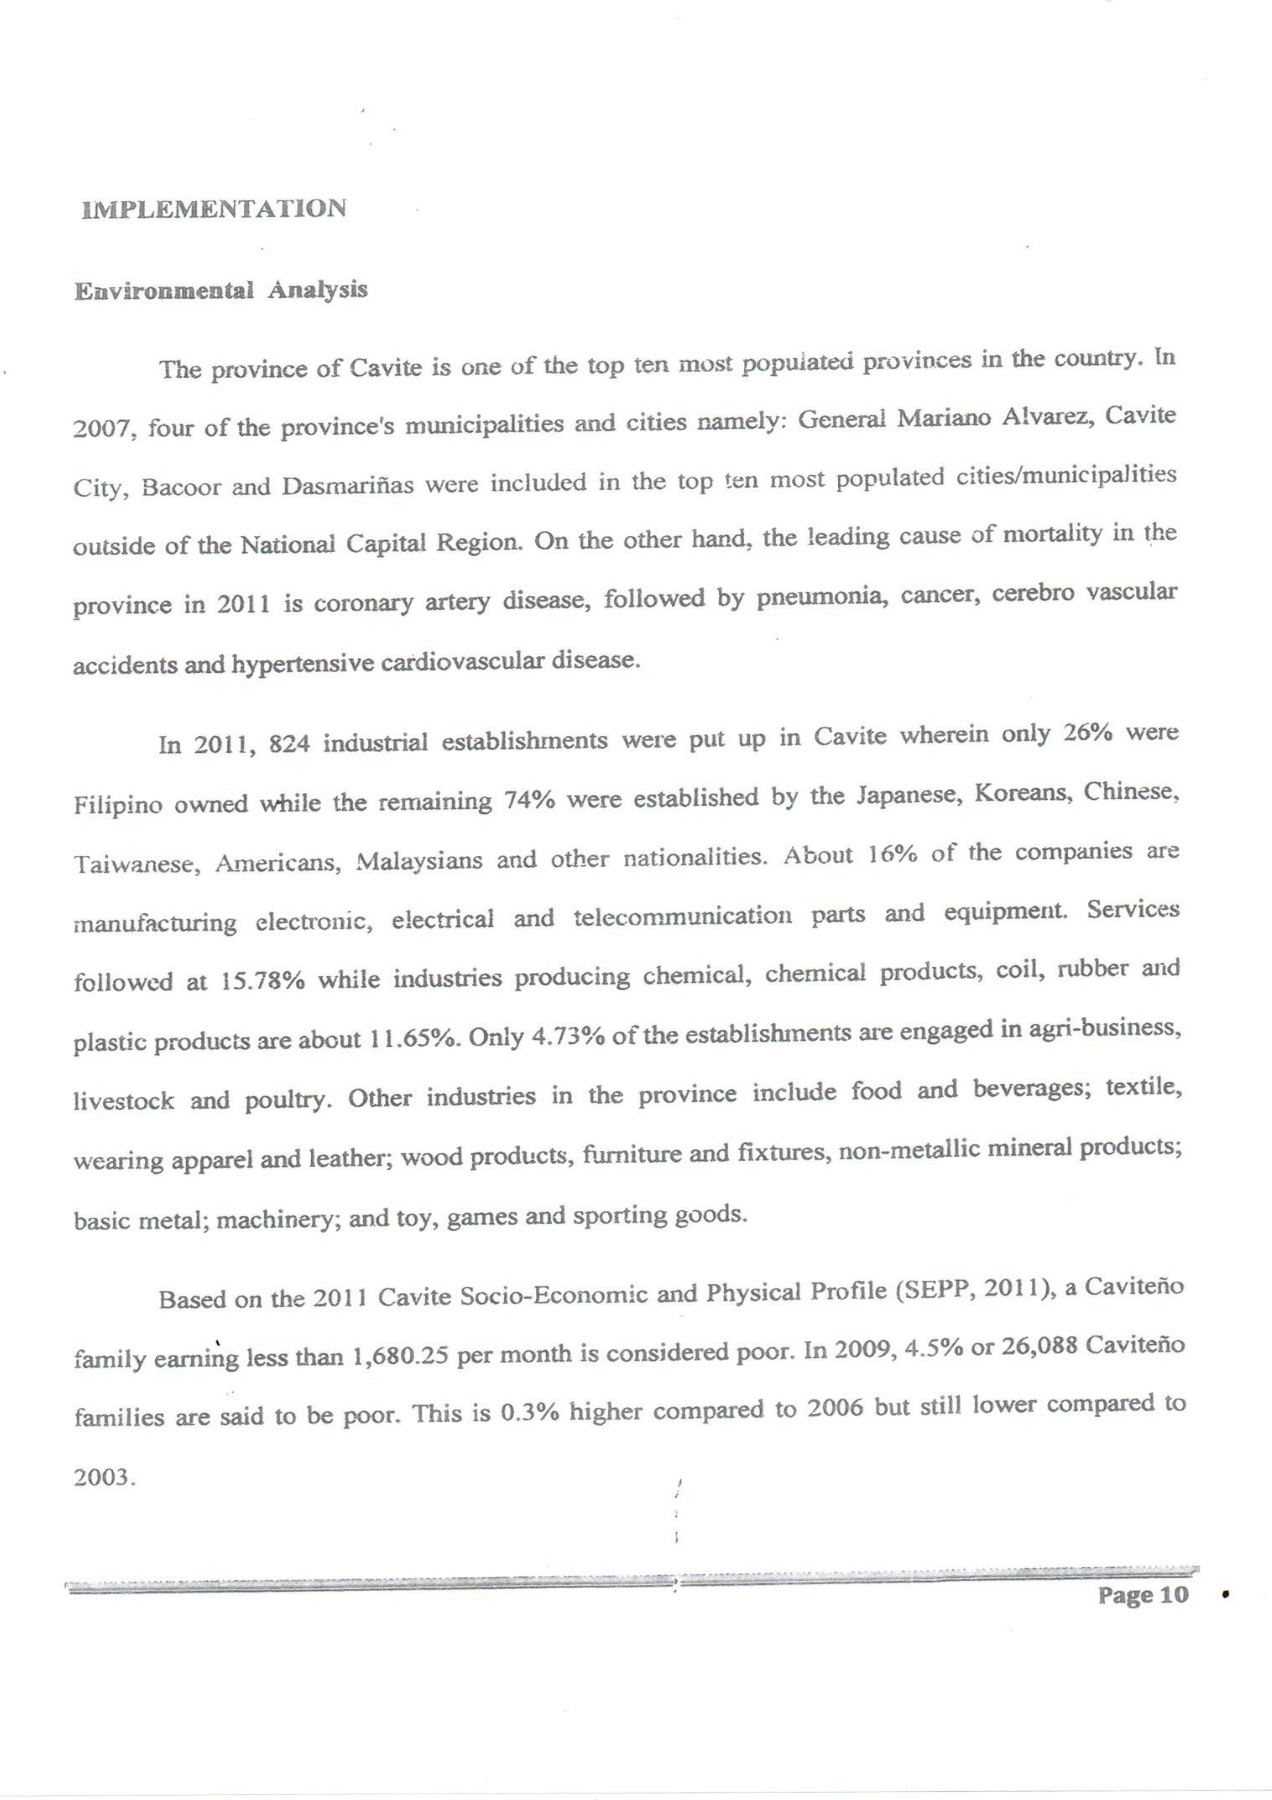 IMPLEMENTATION
Environmental Analysis
The province of Cavite is one of the top ten most populated provinces in the country. In
2007, four of the province's municipalities and cities namely: General Mariano Alvarez, Cavite
City, Bacoor and Dasmariñas were included in the top ten most populated cities/municipalities
outside of the National Capital Region. On the other hand, the leading cause of mortality in the
province in 2011 is coronary artery disease, followed by pneumonia, cancer, cerebro vascular
accidents and hypertensive cardiovascular disease.
In 2011, 824 industrial establishments were put up in Cavite wherein only 26% were
Filipino owned while the remaining 74% were established by the Japanese, Koreans, Chinese,
Taiwanese, Americans, Malaysians and other nationalities. About 16% of the companies are
manufacturing electronic, electrical and telecommunication parts and equipment. Services
followed at 15.78% while industries producing chemical, chemical products, coil, rubber and
plastic products are about 11.65%. Only 4.73% of the establishments are engaged in agri-business,
livestock and poultry. Other industries in the province include food and beverages; textile,
wearing apparel and leather; wood products, furniture and fixtures, non-metallic mineral products;
basic metal; machinery; and toy, games and sporting goods.
Based on the 2011 Cavite Socio-Economic and Physical Profile (SEPP, 2011), a Caviteño
family earning less than 1,680.25 per month is considered poor. In 2009, 4.5% or 26,088 Caviteño
families are said to be poor. This is 0.3% higher compared to 2006 but still lower compared to
2003.
Page 10